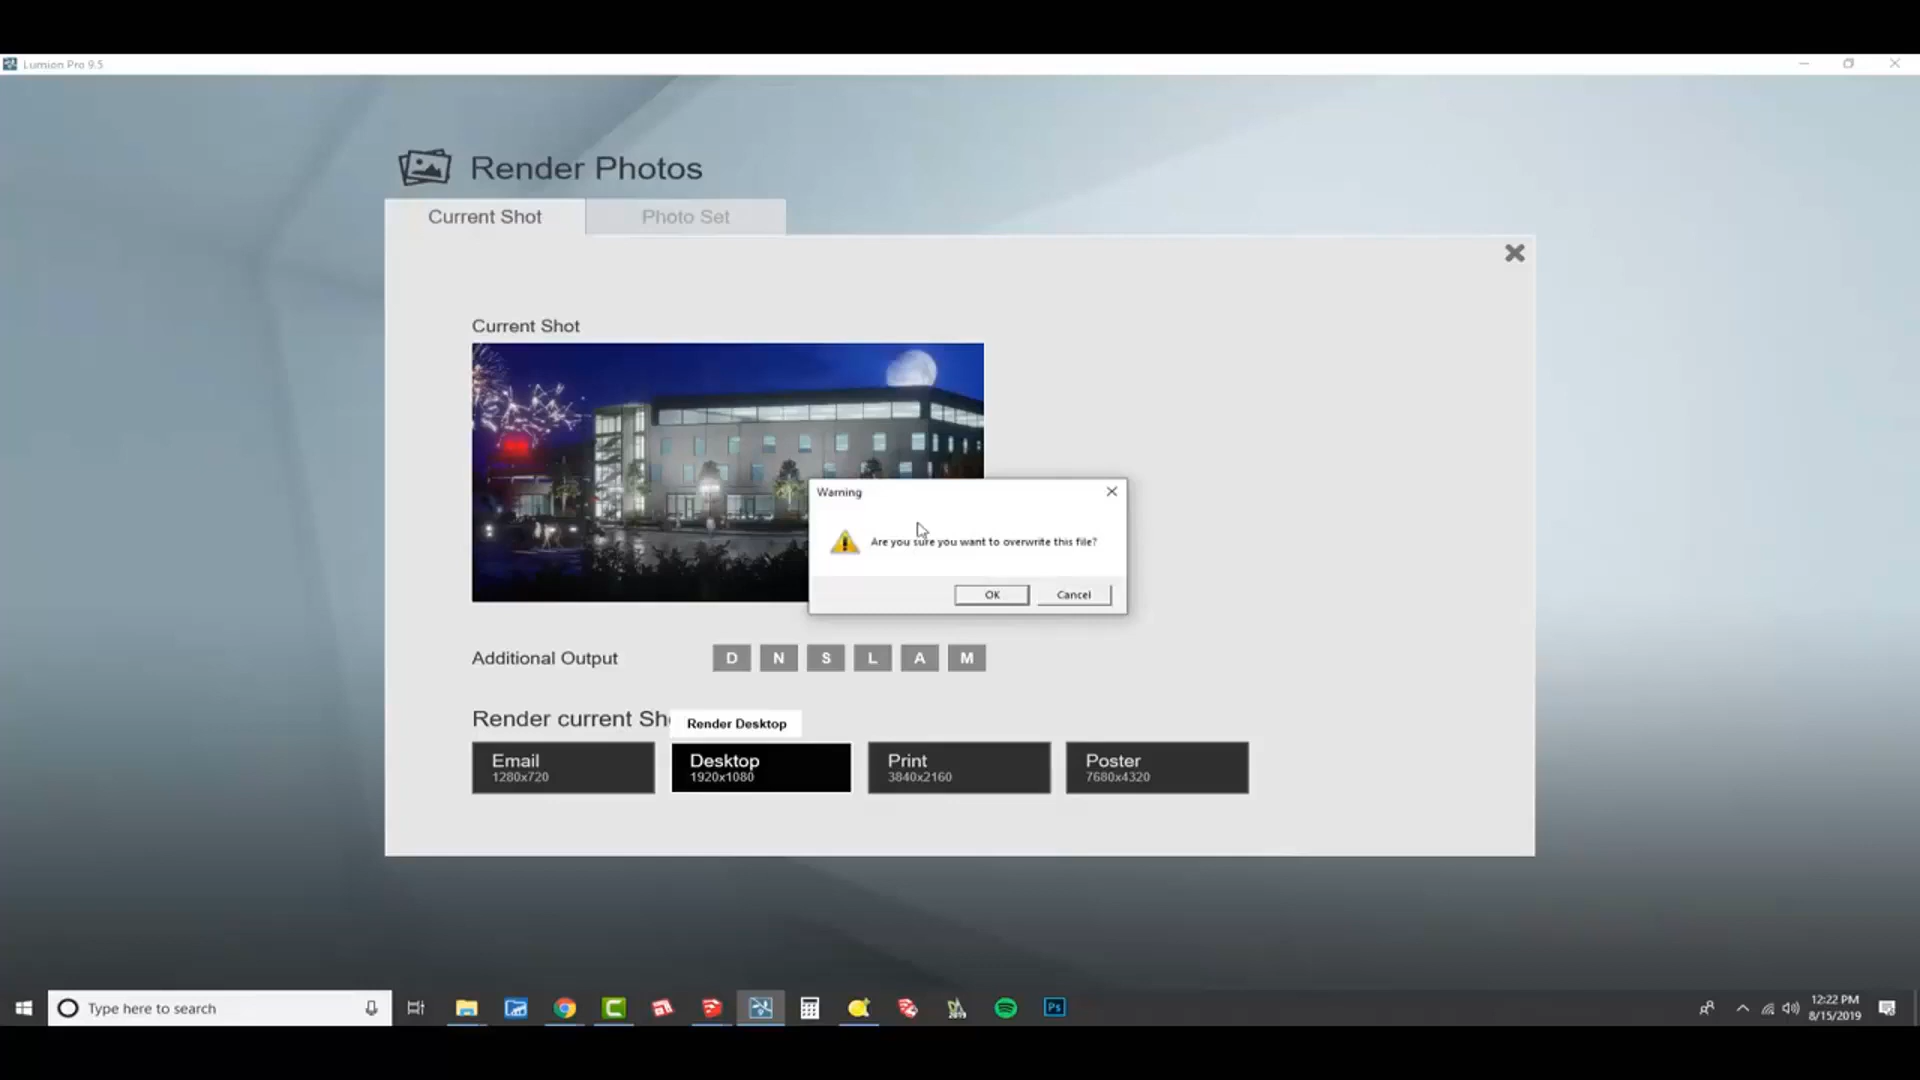 Lumion Pro 9.5
Render Photos
Current Shot
Photo Set
Current Shot
Warning
Are you sure you want to overwrite this file?
OK
Cancel
Additional Output
D N S L A M
Render current Sh
Render Desktop
Email
1280x720
Desktop
1920x1080
Print
3840x2160
Poster
7680x4320
Type here to search
C
2019
Ps
12:22 PM
8/15/2019